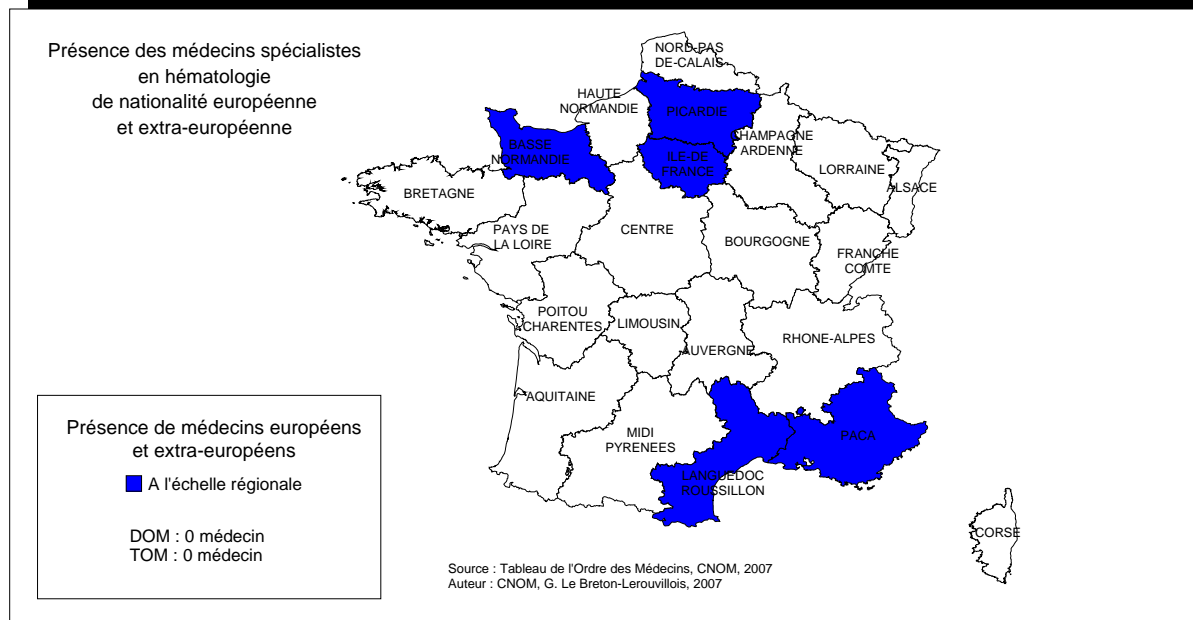 Présence des médecins spécialistes
en hématologie
de nationalité européenne
et extra-européenne
NORD-PAS
DE-CALAIS
HAUTE
NORMANDIE
PICARDIE
CHAMPAGNE
ARDENNE
BASSE
NORMANDIE
ILE-DE
FRANCE
LORRAINE
ALSACE
BRETAGNE
PAYS DE
LA LOIRE
CENTRE
BOURGOGNE
FRANCHE
COMTE
POITOU
CHARENTES
LIMOUSIN
AUVERGNE
RHONE-ALPES
AQUITAINE
MIDI
PYRENEES
LANGUEDOC
ROUSSILLON
PACA
CORSE
Présence de médecins européens
et extra-européens
A l'échelle régionale
DOM : 0 médecin
TOM : 0 médecin
Source : Tableau de l'Ordre des Médecins, CNOM, 2007
Auteur : CNOM, G. Le Breton-Lerouvillois, 2007